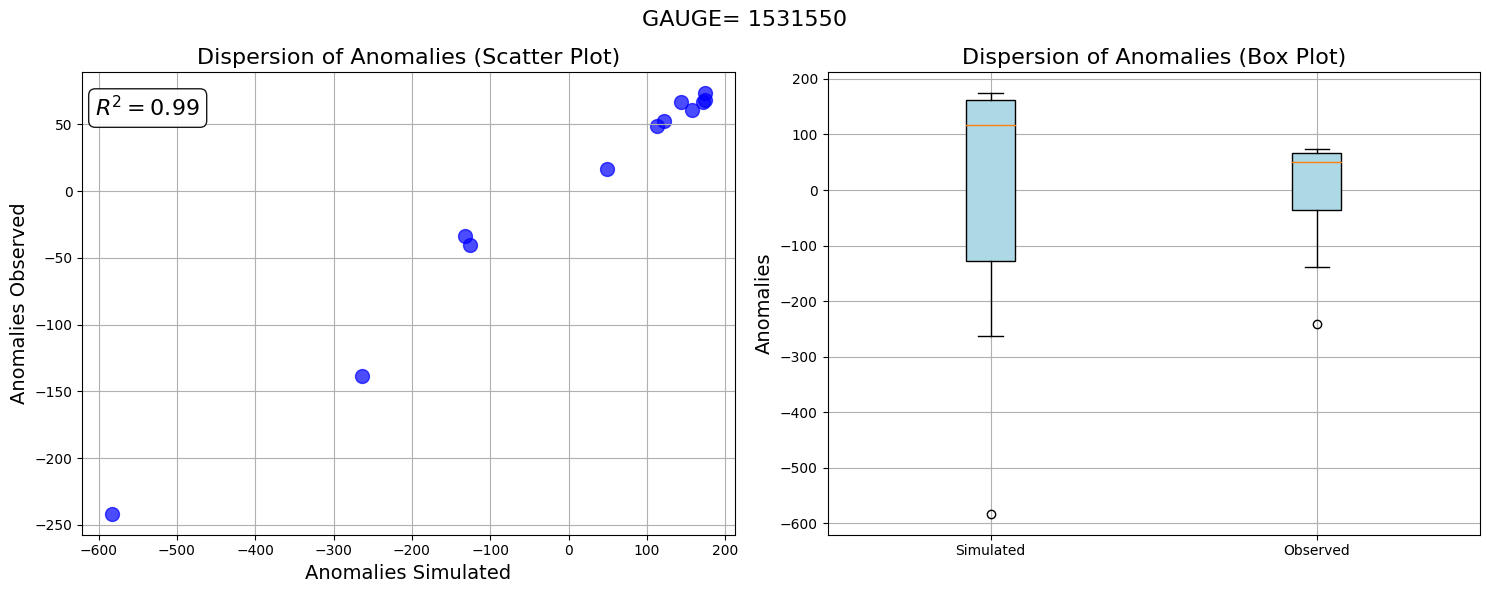 GAUGE= 1531550
Dispersion of Anomalies (Scatter Plot)
R² = 0.99
Anomalies Observed
50
0
−50
−100
−150
−200
−250
−600 −500 −400 −300 −200 −100 0 100 200
Anomalies Simulated
Dispersion of Anomalies (Box Plot)
Anomalies
200
100
0
−100
−200
−300
−400
−500
−600
Simulated Observed